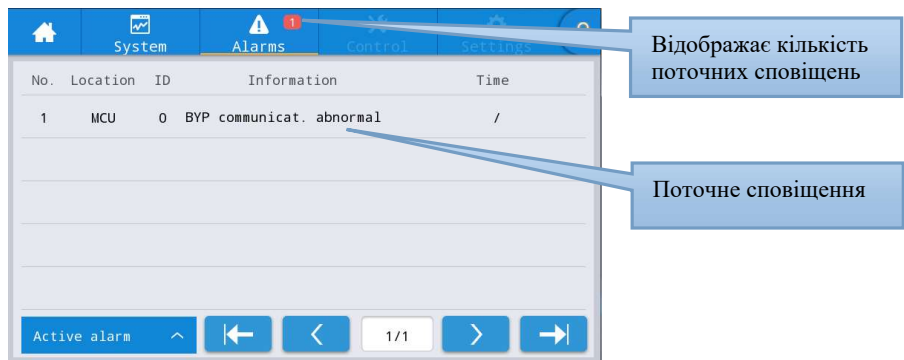 System
Alarms
1
Control
Settings
Відображає кількість
поточних сповіщень
No. Location ID Information Time
1 MCU 0 BYP communicat. abnormal /
Поточне сповіщення
Active alarm
1/1